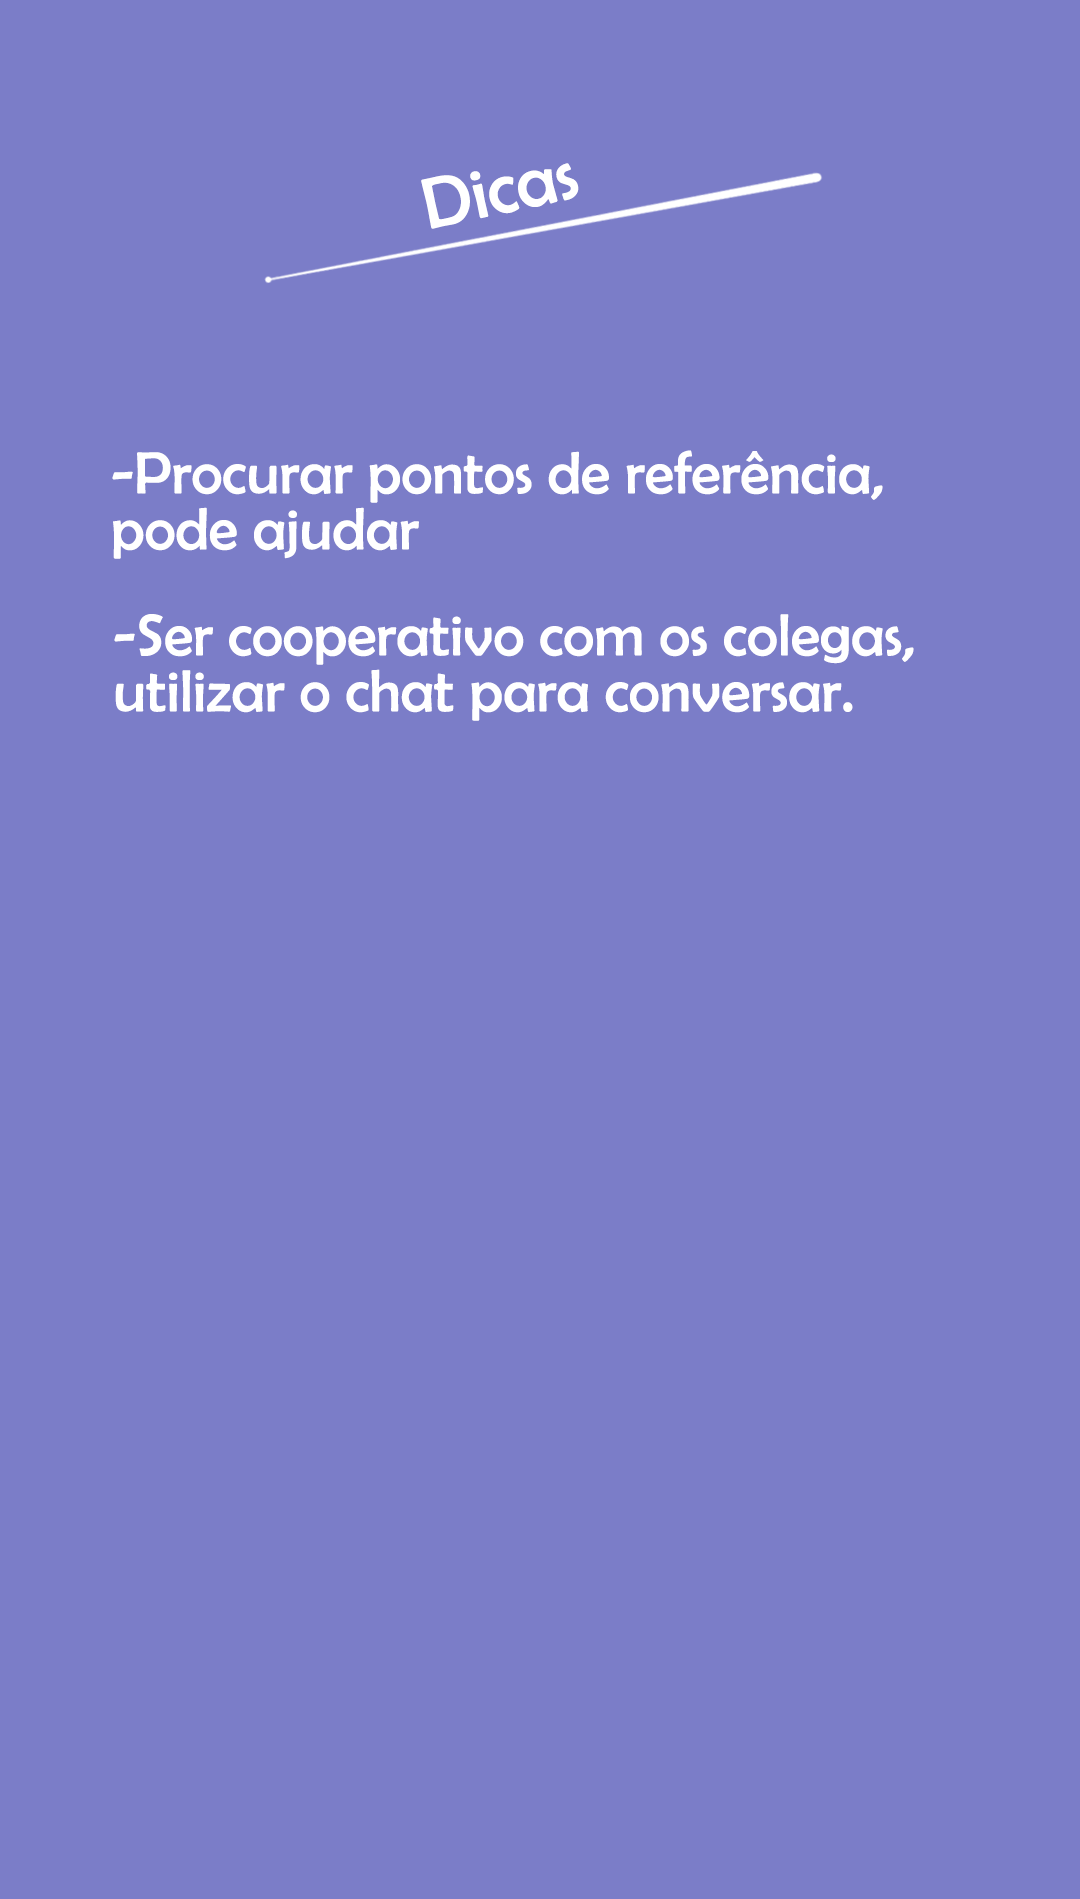 Dicas
-Procurar pontos de referência,
pode ajudar
-Ser cooperativo com os colegas,
utilizar o chat para conversar.